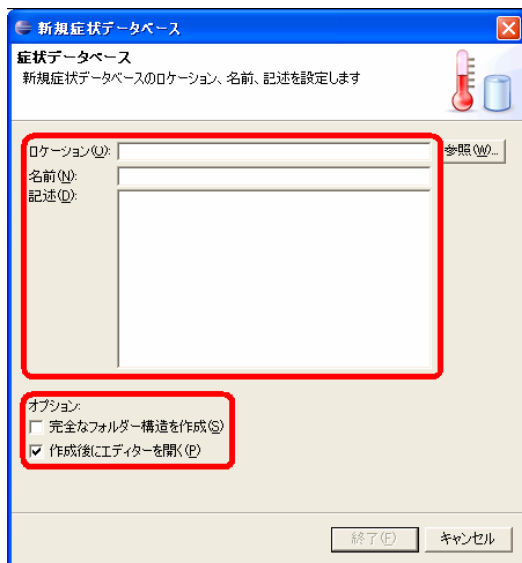 新規症状データベース
症状データベース
新規症状データベースのロケーション、名前、記述を設定します
ロケーション(U):
参照(W)...
名前(N):
記述(D):
オプション:
完全なフォルダー構造を作成(S)
作成後にエディターを開く(P)
終了(F)
キャンセル